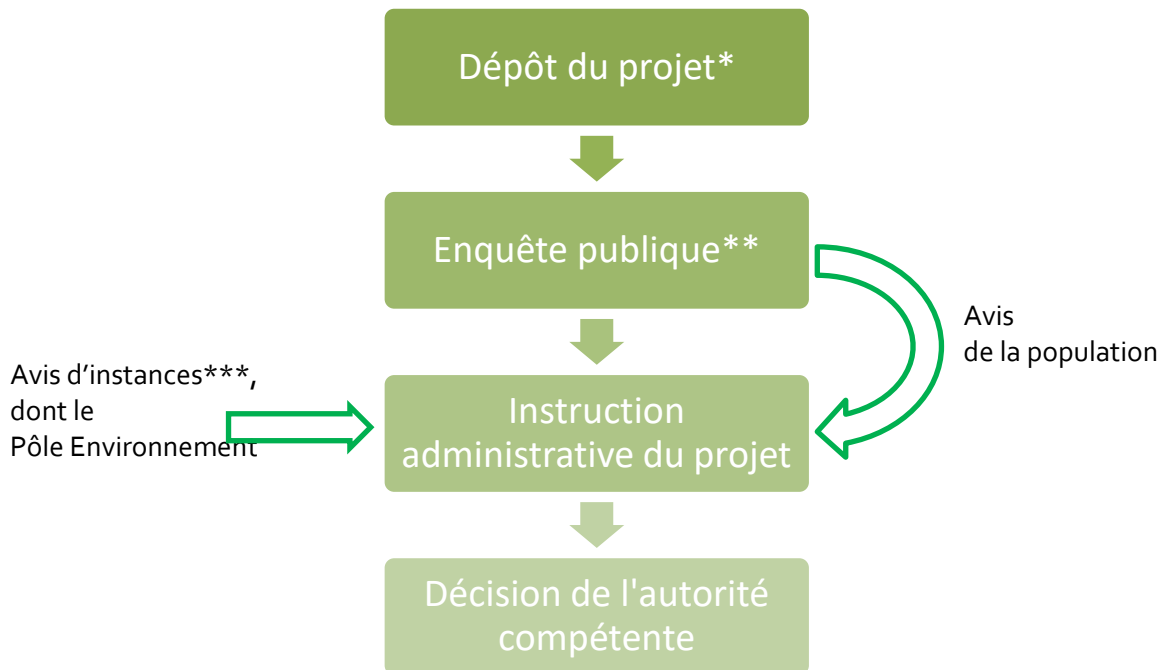 Dépôt du projet*
Enquête publique**
Avis
de la population
Avis d’instances***,
dont le
Pôle Environnement
Instruction
administrative du projet
Décision de l'autorité
compétente